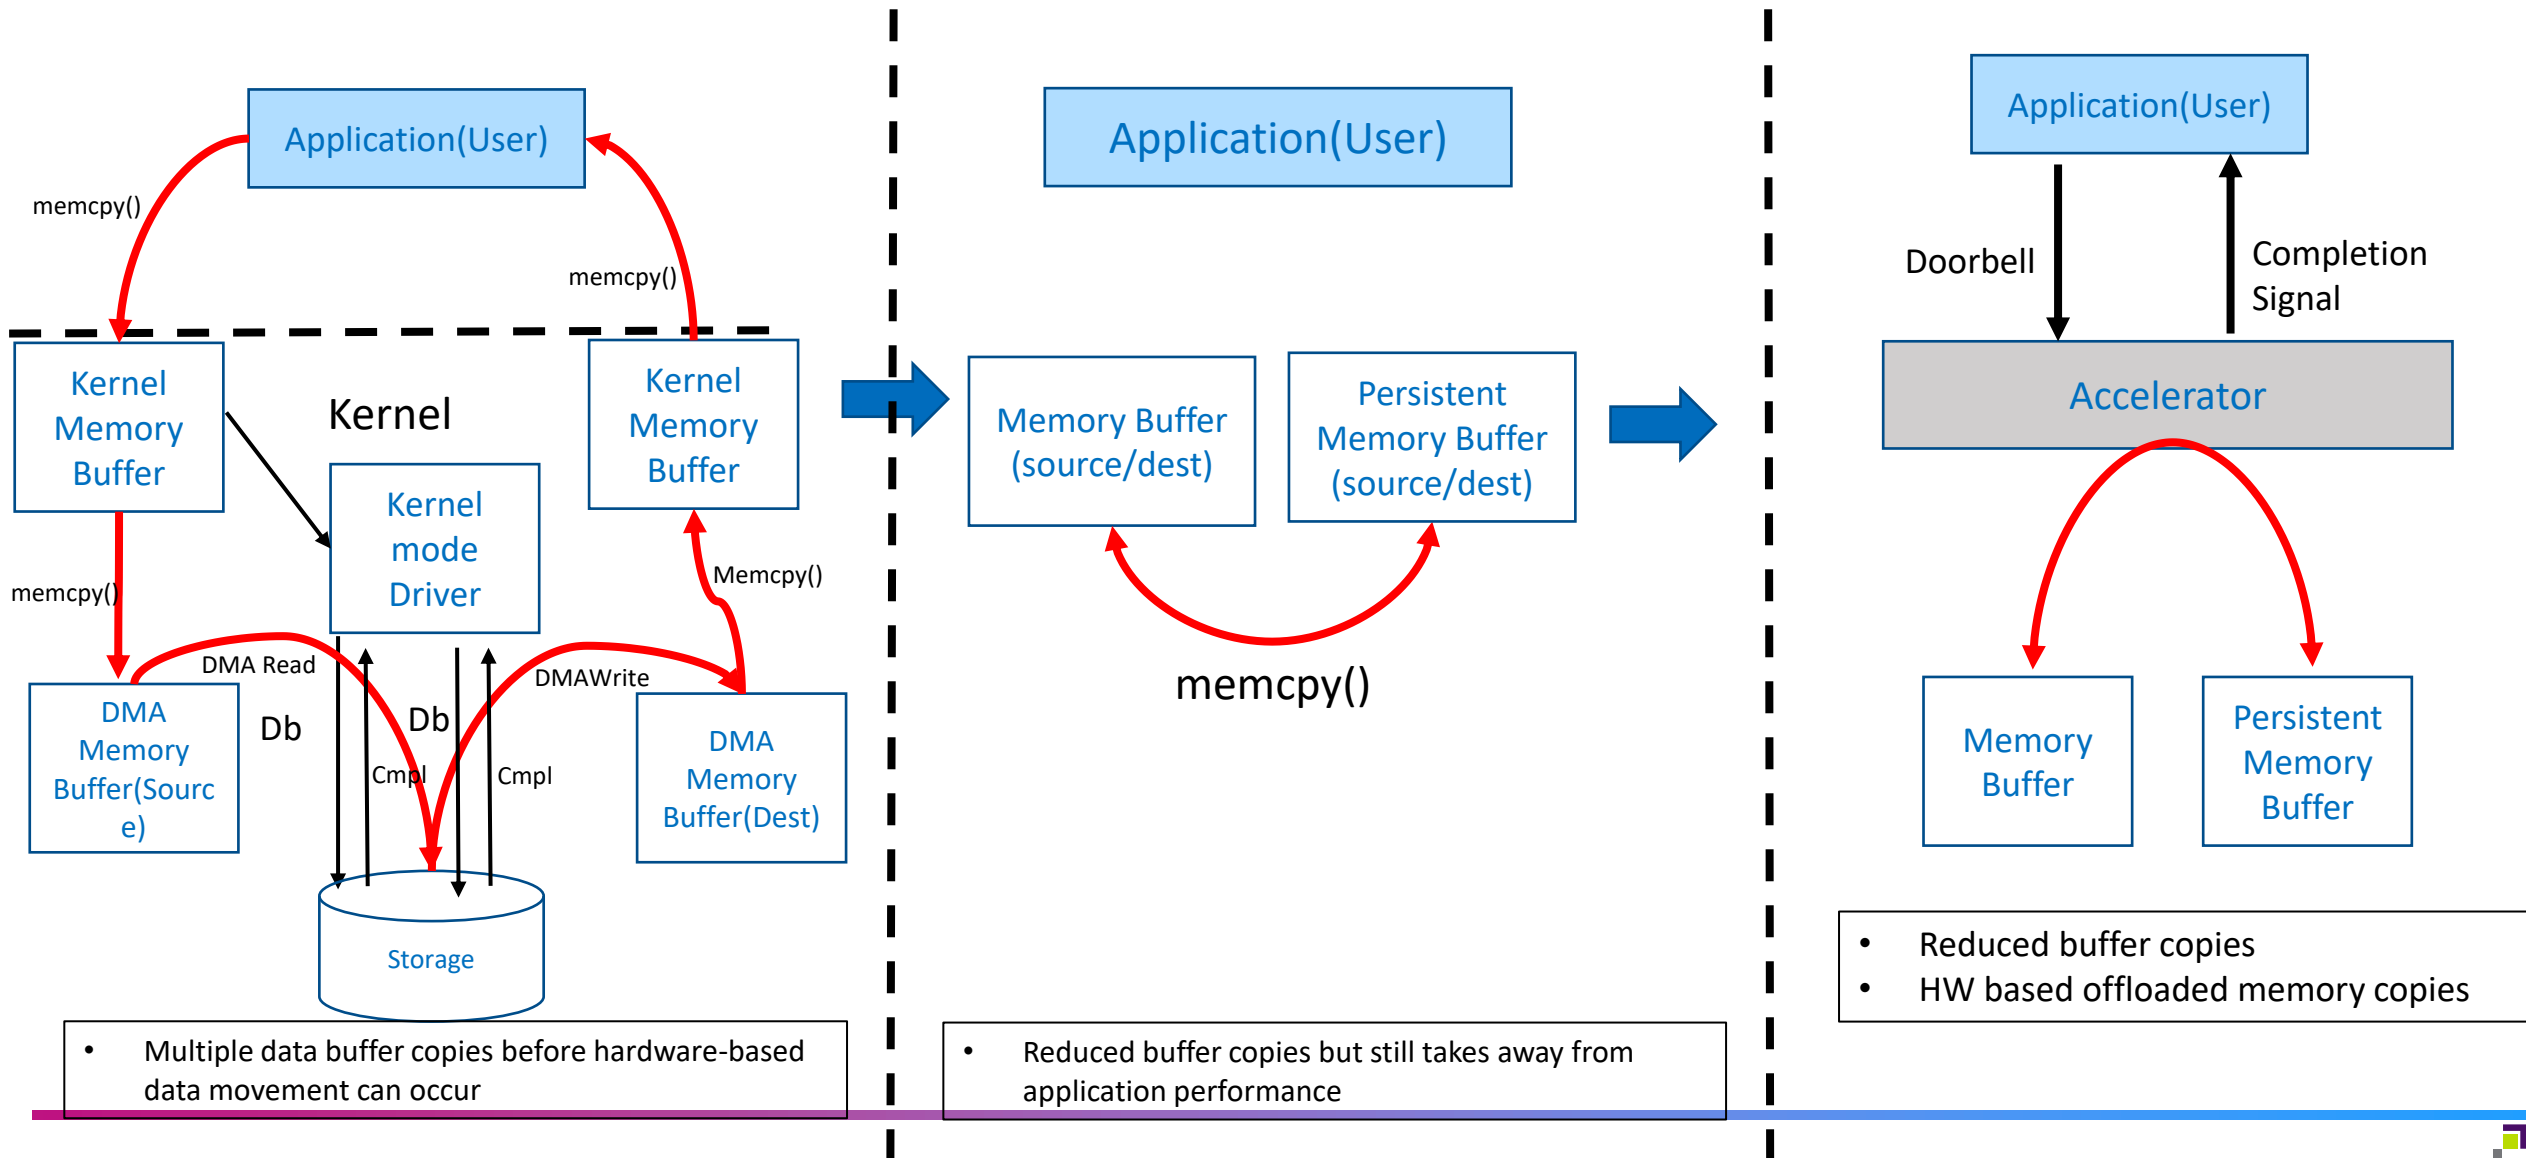 Application(User)
memcpy()
memcpy()
Kernel
Memory
Buffer
Kernel
Kernel
Memory
Buffer
Kernel
mode
Driver
memcpy()
Memcpy()
DMA Read
DMAWrite
DMA
Memory
Buffer(Sourc
e)
Db
Db
Cmpl
Cmpl
DMA
Memory
Buffer(Dest)
Storage
• Multiple data buffer copies before hardware-based
data movement can occur
Application(User)
Memory Buffer
(source/dest)
Persistent
Memory Buffer
(source/dest)
memcpy()
• Reduced buffer copies but still takes away from
application performance
Application(User)
Doorbell
Completion
Signal
Accelerator
Memory
Buffer
Persistent
Memory
Buffer
• Reduced buffer copies
• HW based offloaded memory copies